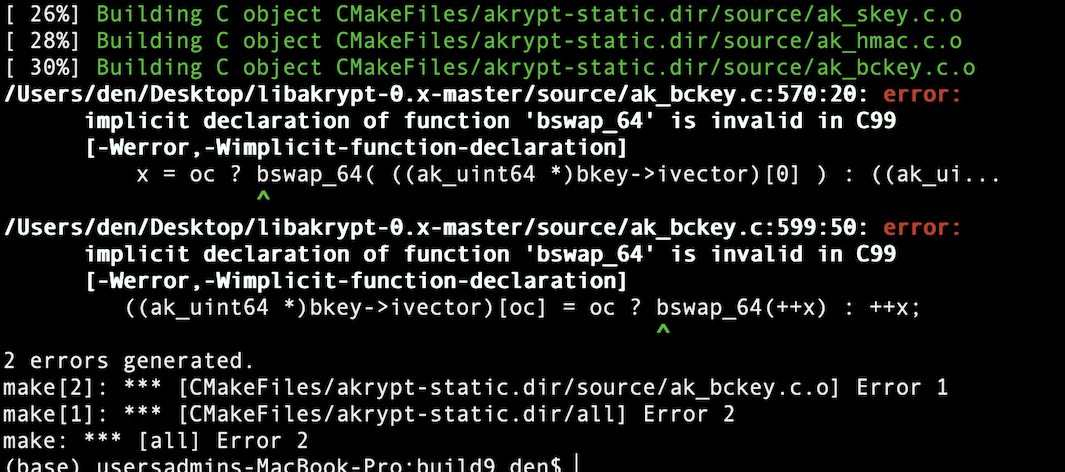 [ 26%] Building C object CMakeFiles/akrypt-static.dir/source/ak_skey.c.o
[ 28%] Building C object CMakeFiles/akrypt-static.dir/source/ak_hmac.c.o
[ 30%] Building C object CMakeFiles/akrypt-static.dir/source/ak_bckey.c.o
/Users/den/Desktop/libakrypt-0.x-master/source/ak_bckey.c:570:20: error:
      implicit declaration of function 'bswap_64' is invalid in C99
      [-Werror,-Wimplicit-function-declaration]
          x = oc ? bswap_64( ((ak_uint64 *)bkey->ivector)[0] ) : ((ak_ui...
                   ^
/Users/den/Desktop/libakrypt-0.x-master/source/ak_bckey.c:599:50: error:
      implicit declaration of function 'bswap_64' is invalid in C99
      [-Werror,-Wimplicit-function-declaration]
         ((ak_uint64 *)bkey->ivector)[oc] = oc ? bswap_64(++x) : ++x;
                                                 ^
2 errors generated.
make[2]: *** [CMakeFiles/akrypt-static.dir/source/ak_bckey.c.o] Error 1
make[1]: *** [CMakeFiles/akrypt-static.dir/all] Error 2
make: *** [all] Error 2
(base) usersadmins-MacBook-Pro:build9 den$